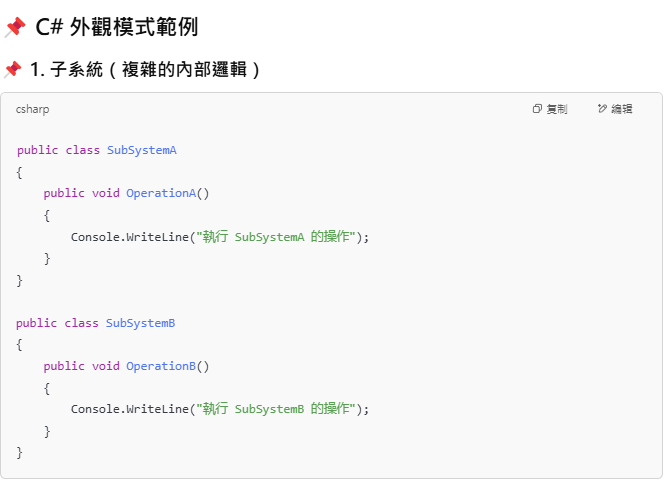 📌 C# 外觀模式範例
📌 1. 子系統（複雜的內部邏輯）
csharp 复制 编辑
public class SubSystemA
{
    public void OperationA()
    {
        Console.WriteLine("執行 SubSystemA 的操作");
    }
}
public class SubSystemB
{
    public void OperationB()
    {
        Console.WriteLine("執行 SubSystemB 的操作");
    }
}